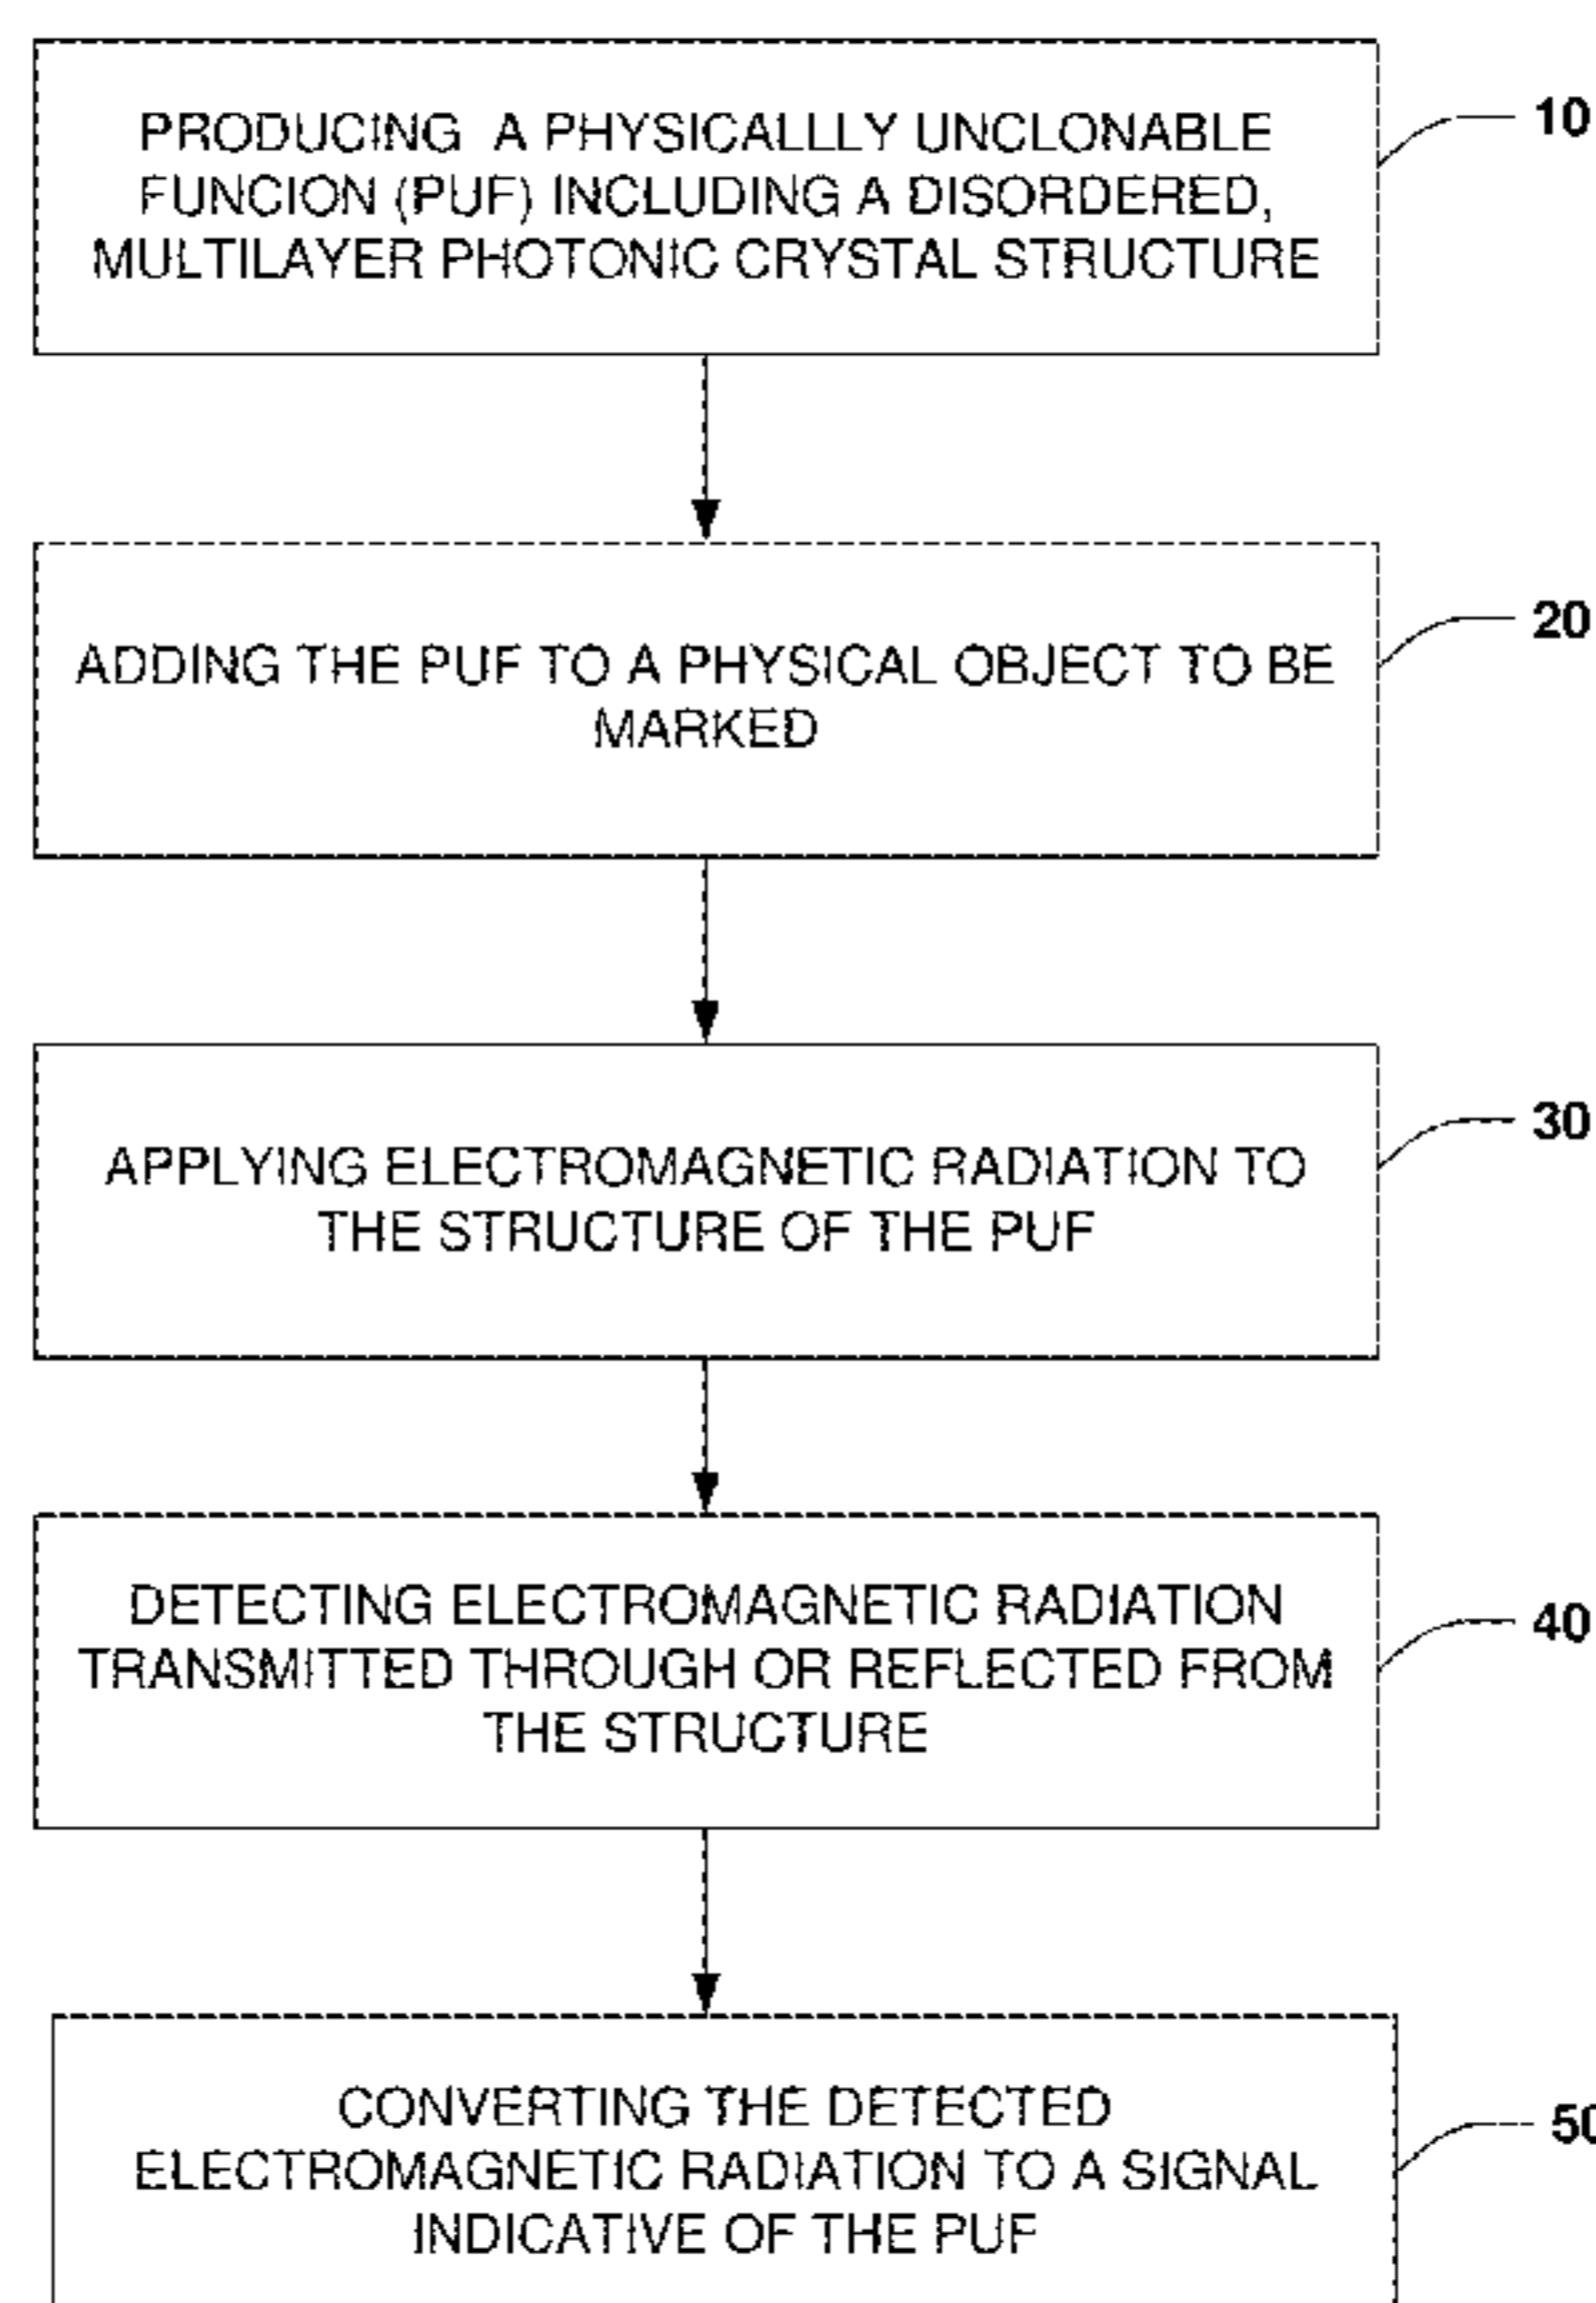 PRODUCING A PHYSICALLLY UNCLONABLE
FUNCION (PUF) INCLUDING A DISORDERED,
MULTILAYER PHOTONIC CRYSTAL STRUCTURE
10
ADDING THE PUF TO A PHYSICAL OBJECT TO BE
MARKED
20
APPLYING ELECTROMAGNETIC RADIATION TO
THE STRUCTURE OF THE PUF
30
DETECTING ELECTROMAGNETIC RADIATION
TRANSMITTED THROUGH OR REFLECTED FROM
THE STRUCTURE
40
CONVERTING THE DETECTED
ELECTROMAGNETIC RADIATION TO A SIGNAL
INDICATIVE OF THE PUF
50